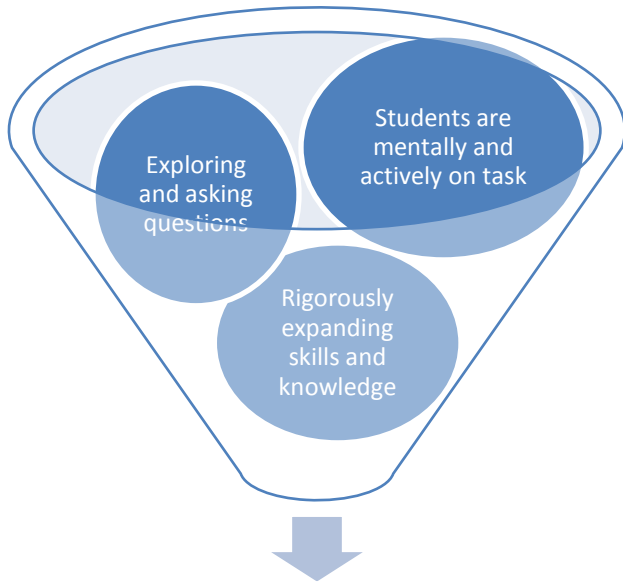 Students are
mentally and
actively on task
Exploring
and asking
questions
Rigorously
expanding
skills and
knowledge